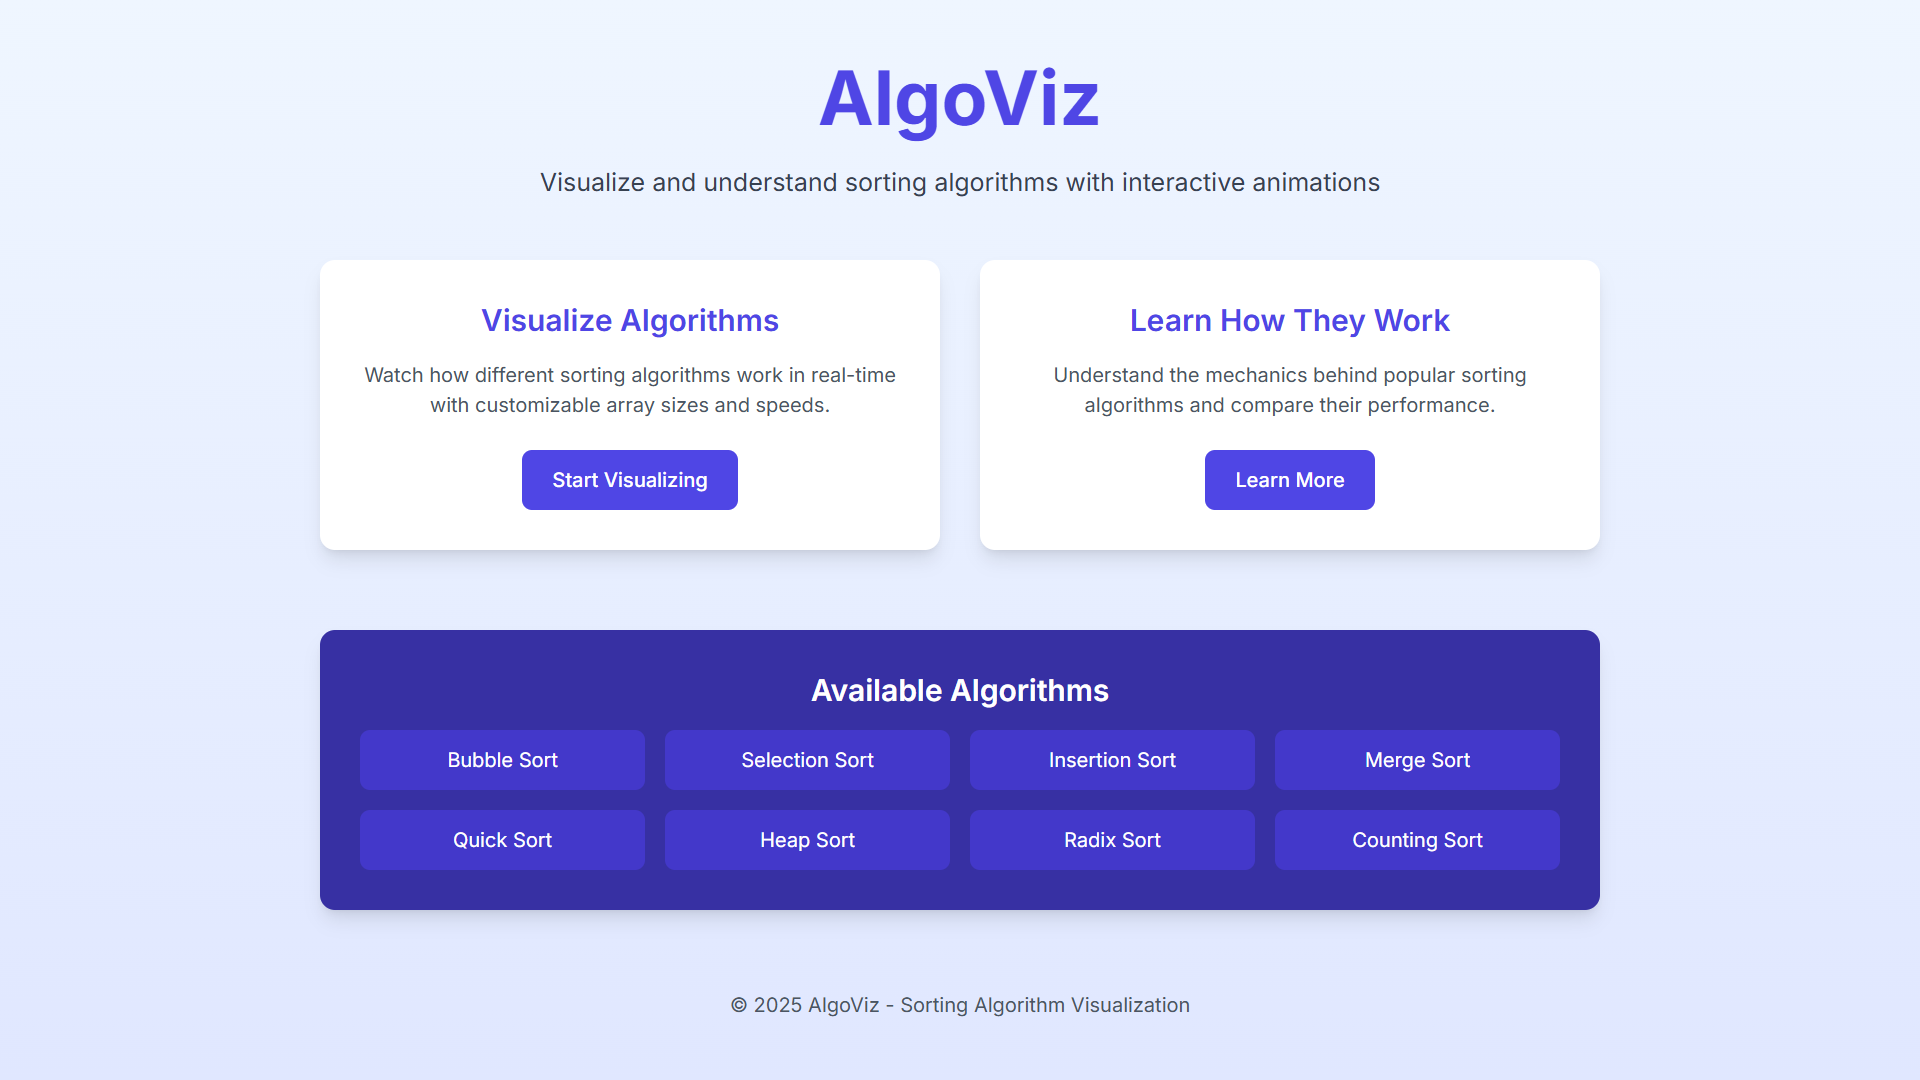 AlgoViz
Visualize and understand sorting algorithms with interactive animations
Visualize Algorithms
Watch how different sorting algorithms work in real-time
with customizable array sizes and speeds.
Start Visualizing
Learn How They Work
Understand the mechanics behind popular sorting
algorithms and compare their performance.
Learn More
Available Algorithms
Bubble Sort
Selection Sort
Insertion Sort
Merge Sort
Quick Sort
Heap Sort
Radix Sort
Counting Sort
© 2025 AlgoViz - Sorting Algorithm Visualization